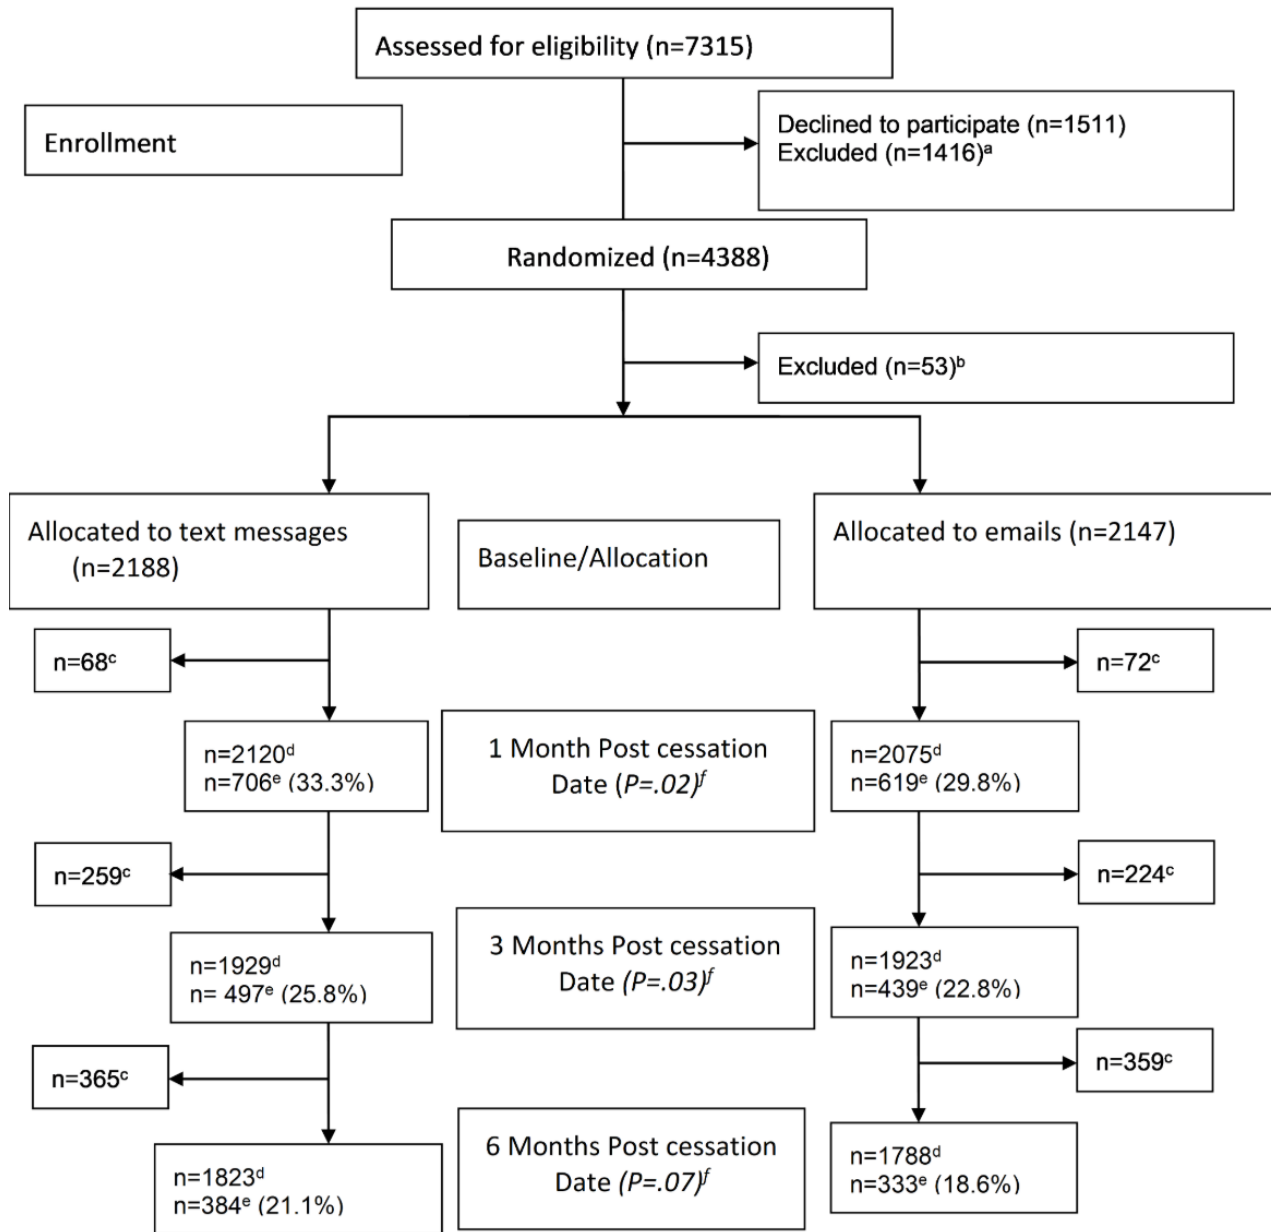 Assessed for eligibility (n=7315)
Enrollment
Declined to participate (n=1511)
Excluded (n=1416)ᵃ
Randomized (n=4388)
Excluded (n=53)ᵇ
Allocated to text messages
(n=2188)
Baseline/Allocation
Allocated to emails (n=2147)
n=68ᶜ
n=72ᶜ
n=2120ᵈ
n=706ᵉ (33.3%)
1 Month Post cessation
Date (P=.02)ᶠ
n=2075ᵈ
n=619ᵉ (29.8%)
n=259ᶜ
n=224ᶜ
n=1929ᵈ
n= 497ᵉ (25.8%)
3 Months Post cessation
Date (P=.03)ᶠ
n=1923ᵈ
n=439ᵉ (22.8%)
n=365ᶜ
n=359ᶜ
n=1823ᵈ
n=384ᵉ (21.1%)
6 Months Post cessation
Date (P=.07)ᶠ
n=1788ᵈ
n=333ᵉ (18.6%)